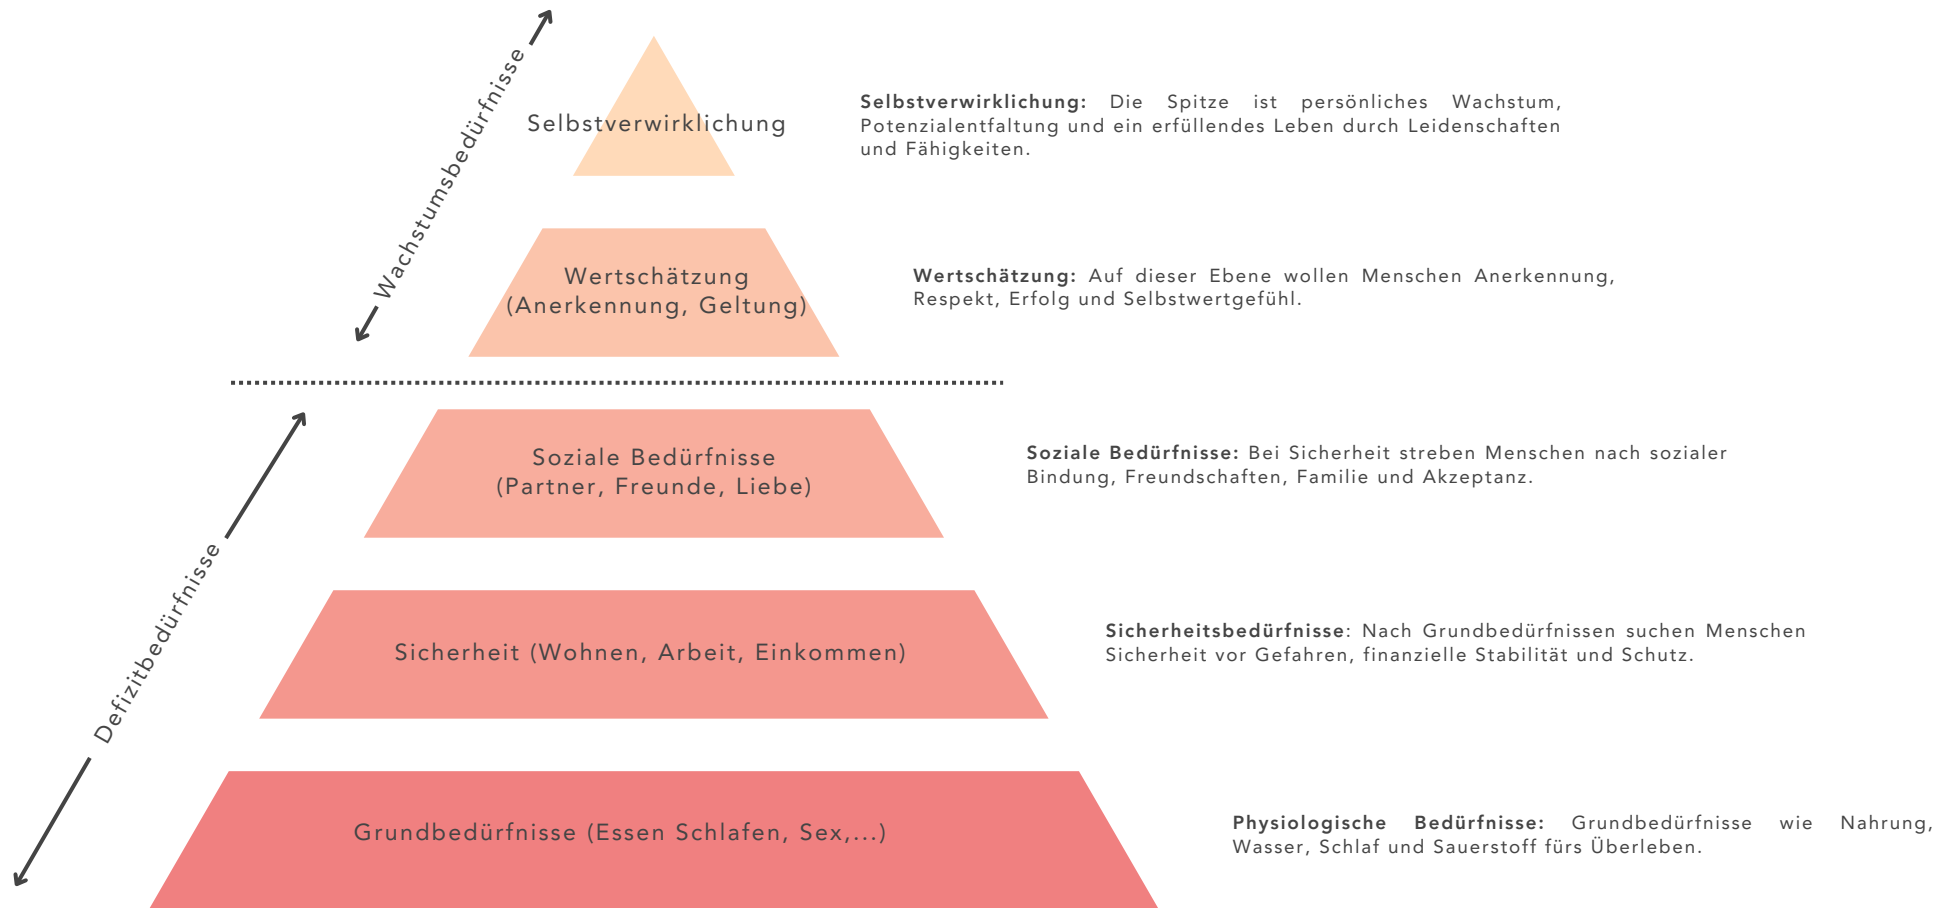 Wachstumsbedürfnisse
Selbstverwirklichung
Selbstverwirklichung: Die Spitze ist persönliches Wachstum,
Potenzialentfaltung und ein erfüllendes Leben durch Leidenschaften
und Fähigkeiten.
Wertschätzung
(Anerkennung, Geltung)
Wertschätzung: Auf dieser Ebene wollen Menschen Anerkennung,
Respekt, Erfolg und Selbstwertgefühl.
Defizitbedürfnisse
Soziale Bedürfnisse
(Partner, Freunde, Liebe)
Soziale Bedürfnisse: Bei Sicherheit streben Menschen nach sozialer
Bindung, Freundschaften, Familie und Akzeptanz.
Sicherheit (Wohnen, Arbeit, Einkommen)
Sicherheitsbedürfnisse: Nach Grundbedürfnissen suchen Menschen
Sicherheit vor Gefahren, finanzielle Stabilität und Schutz.
Grundbedürfnisse (Essen Schlafen, Sex,...)
Physiologische Bedürfnisse: Grundbedürfnisse wie Nahrung,
Wasser, Schlaf und Sauerstoff fürs Überleben.